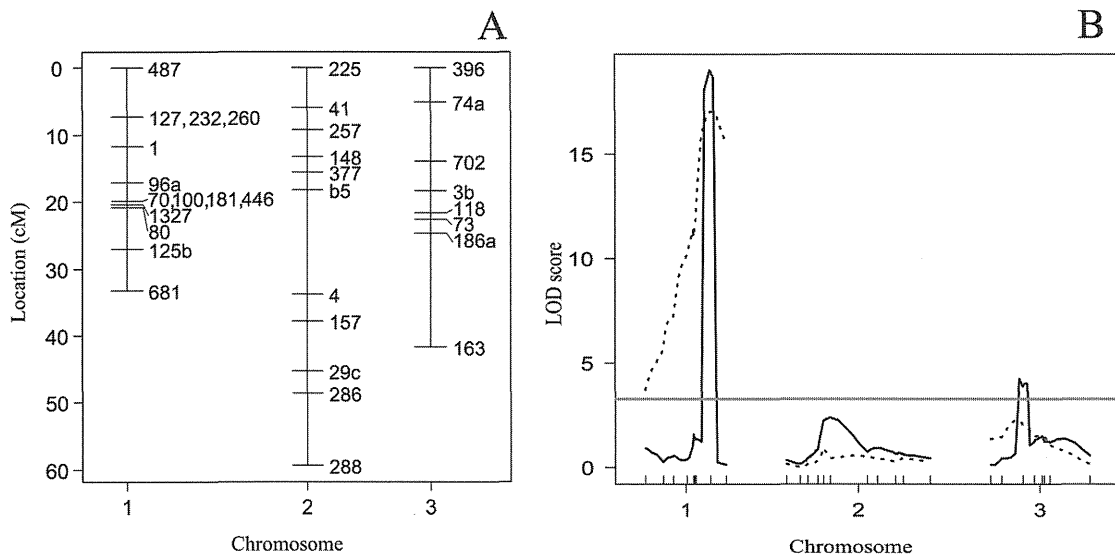 A
0
10
20
30
40
50
60
Location (cM)
487
127,232,260
1
96a
70,100,181,446
1327
80
125b
681
225
41
257
148
377
b5
4
157
29c
286
288
396
74a
702
3b
118
73
186a
163
1
2
3
Chromosome
B
15
10
5
0
LOD score
1
2
3
Chromosome